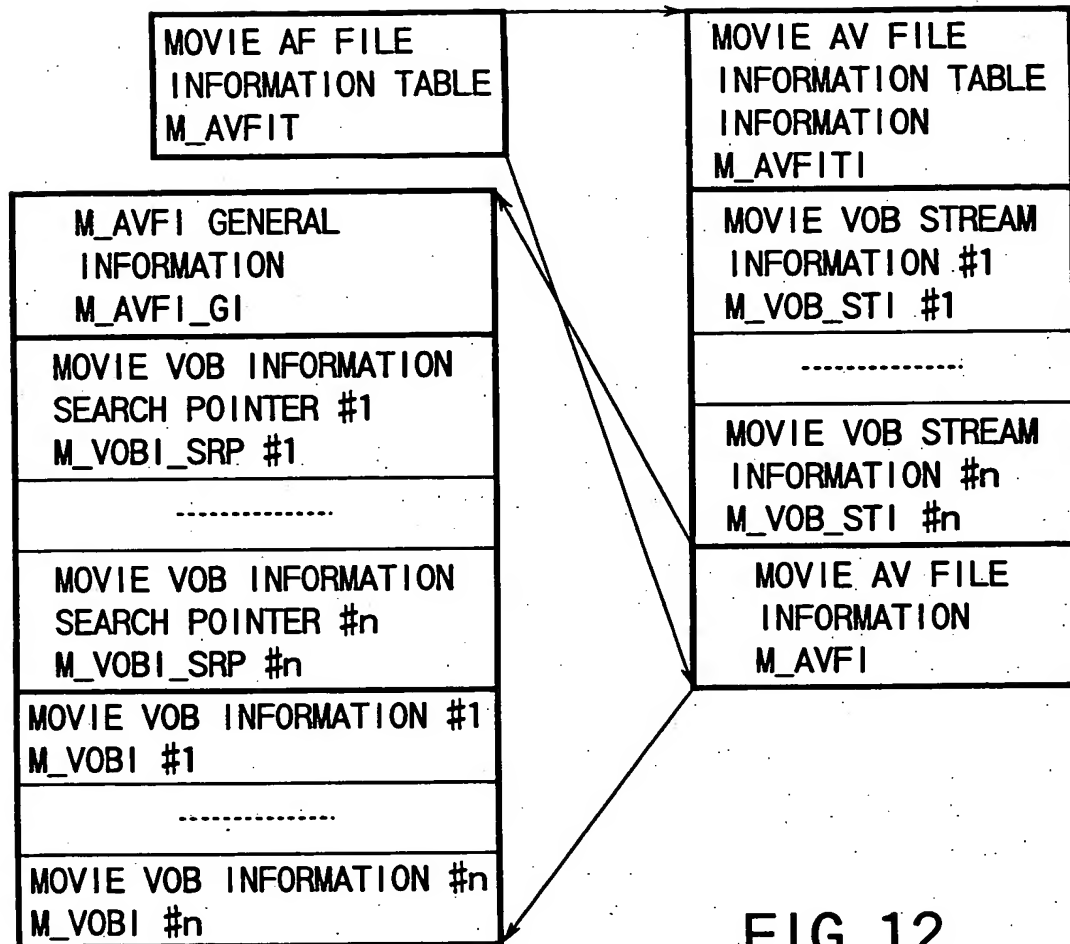 MOVIE AF FILE
INFORMATION TABLE
M_AVFIT
MOVIE AV FILE
INFORMATION TABLE
INFORMATION
M_AVFITI
MOVIE VOB STREAM
INFORMATION #1
M_VOB_STI #1
MOVIE VOB STREAM
INFORMATION #n
M_VOB_STI #n
MOVIE AV FILE
INFORMATION
M_AVFI
M_AVFI GENERAL
INFORMATION
M_AVFI_GI
MOVIE VOB INFORMATION
SEARCH POINTER #1
M_VOBI_SRP #1
MOVIE VOB INFORMATION
SEARCH POINTER #n
M_VOBI_SRP #n
MOVIE VOB INFORMATION #1
M_VOBI #1
MOVIE VOB INFORMATION #n
M_VOBI #n
FIG.12